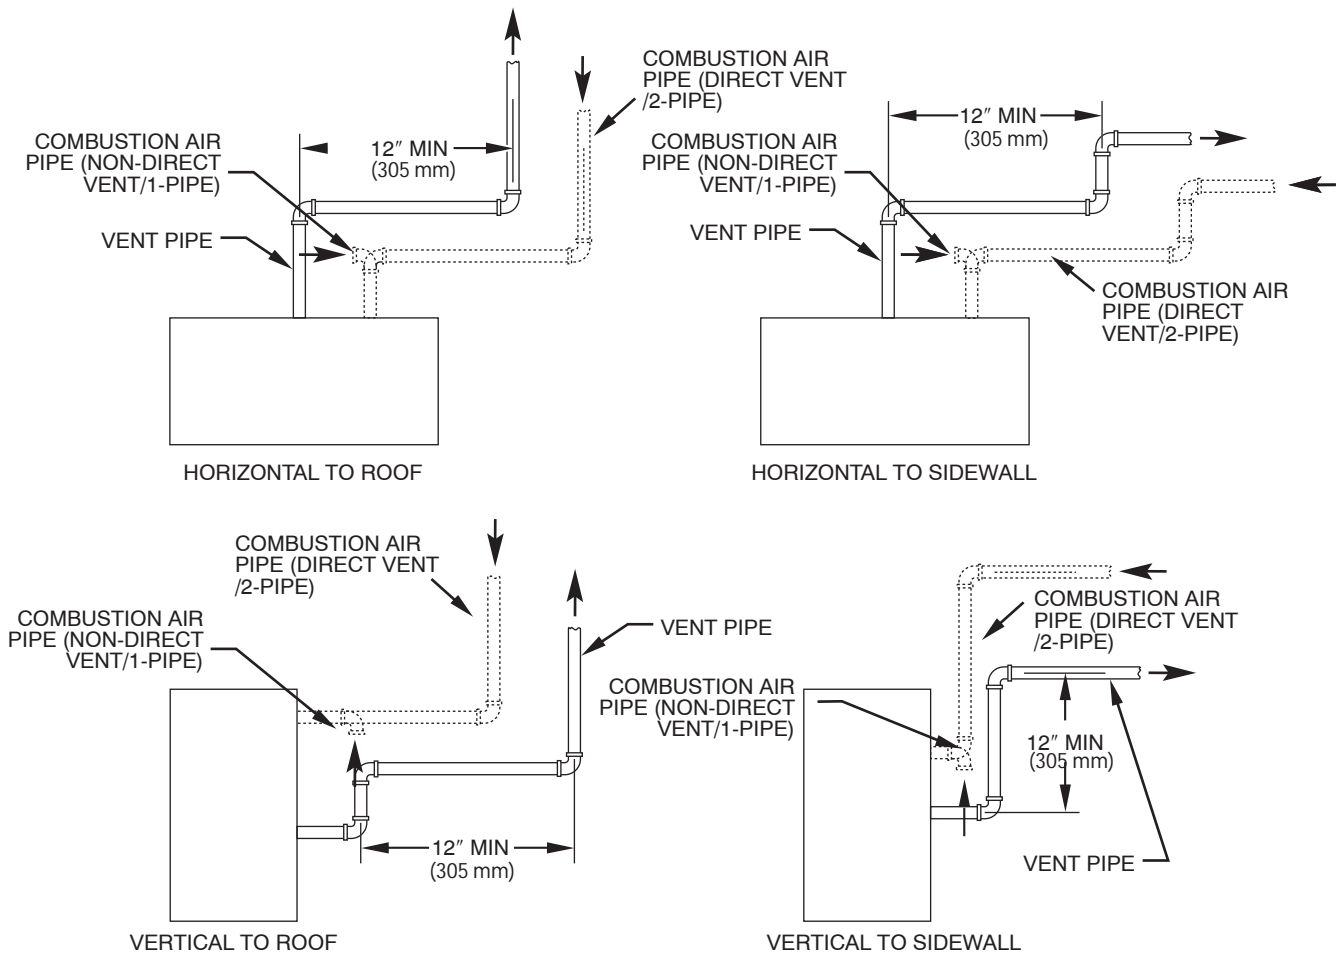 COMBUSTION AIR
PIPE (NON-DIRECT
VENT/1-PIPE)
VENT PIPE
12″ MIN
(305 mm)
COMBUSTION AIR
PIPE (DIRECT VENT
/2-PIPE)
HORIZONTAL TO ROOF
COMBUSTION AIR
PIPE (NON-DIRECT
VENT/1-PIPE)
VENT PIPE
12″ MIN
(305 mm)
COMBUSTION AIR
PIPE (DIRECT
VENT/2-PIPE)
HORIZONTAL TO SIDEWALL
COMBUSTION AIR
PIPE (DIRECT VENT
/2-PIPE)
COMBUSTION AIR
PIPE (NON-DIRECT
VENT/1-PIPE)
VENT PIPE
12″ MIN
(305 mm)
VERTICAL TO ROOF
COMBUSTION AIR
PIPE (DIRECT VENT
/2-PIPE)
COMBUSTION AIR
PIPE (NON-DIRECT
VENT/1-PIPE)
12″ MIN
(305 mm)
VENT PIPE
VERTICAL TO SIDEWALL